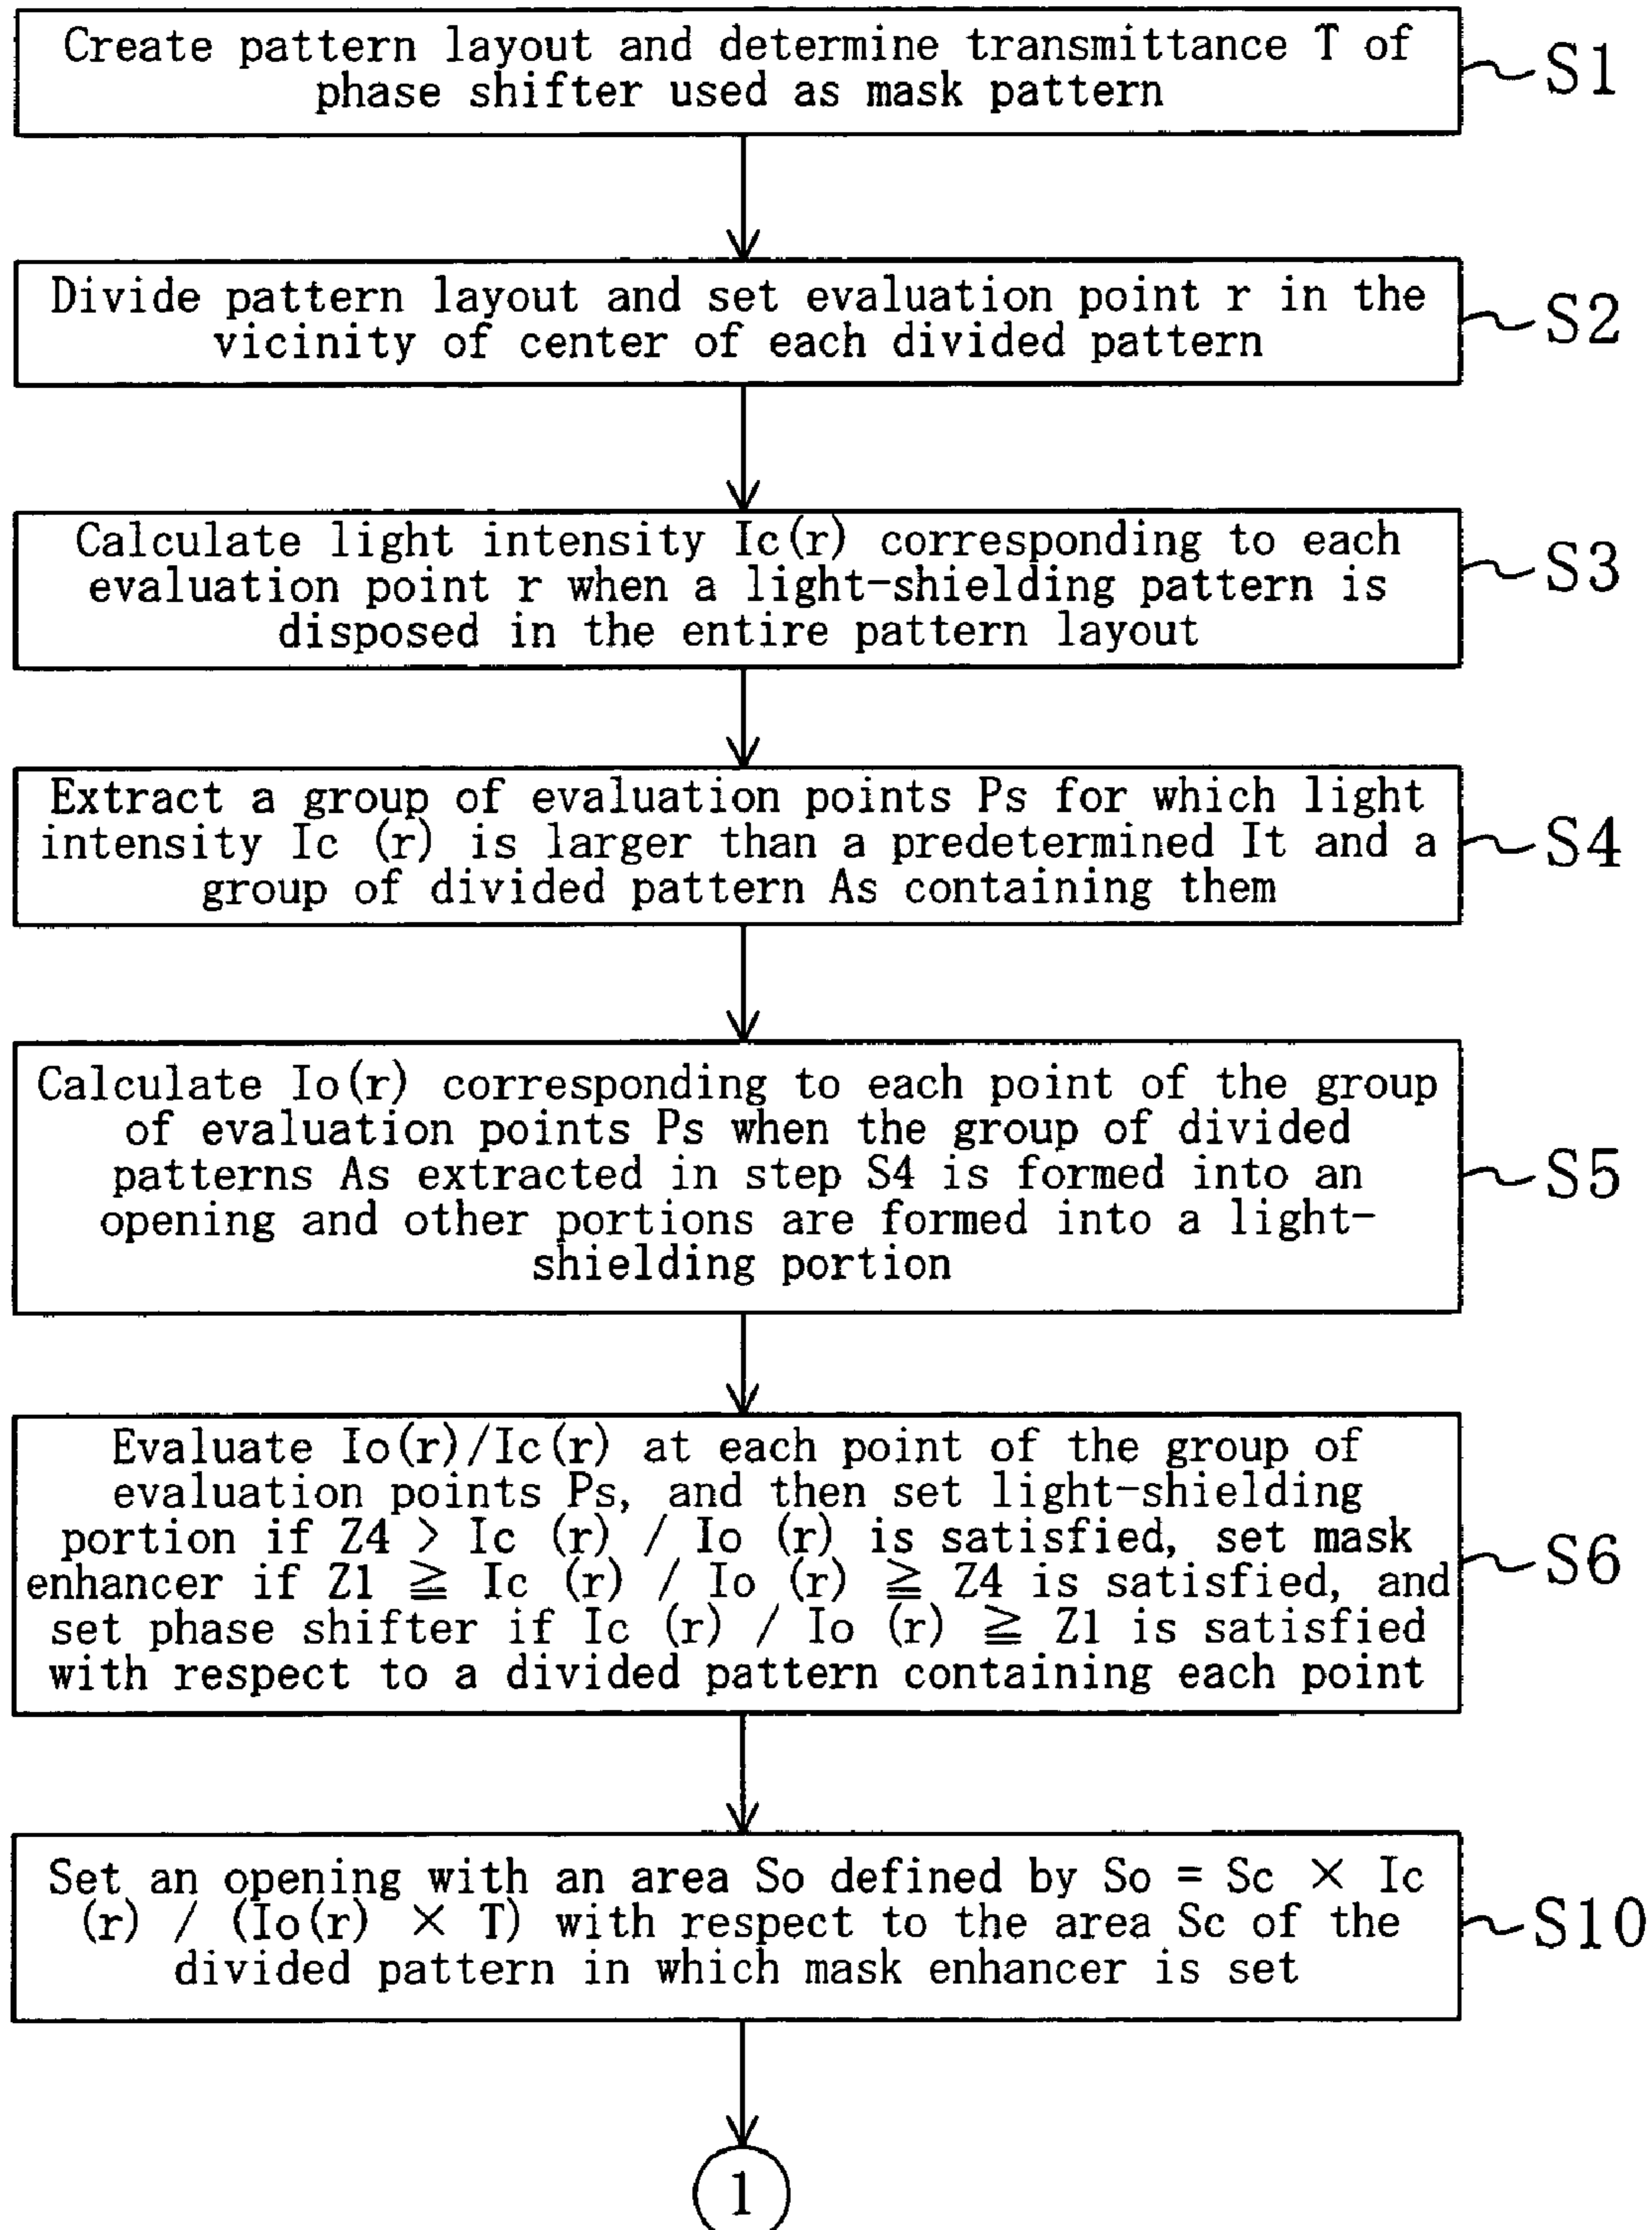 Create pattern layout and determine transmittance T of
phase shifter used as mask pattern
S1
Divide pattern layout and set evaluation point r in the
vicinity of center of each divided pattern
S2
Calculate light intensity Ic(r) corresponding to each
evaluation point r when a light-shielding pattern is
disposed in the entire pattern layout
S3
Extract a group of evaluation points Ps for which light
intensity Ic (r) is larger than a predetermined It and a
group of divided pattern As containing them
S4
Calculate Io(r) corresponding to each point of the group
of evaluation points Ps when the group of divided
patterns As extracted in step S4 is formed into an
opening and other portions are formed into a light-
shielding portion
S5
Evaluate Io(r)/Ic(r) at each point of the group of
evaluation points Ps, and then set light-shielding
portion if Z4 > Ic (r) / Io (r) is satisfied, set mask
enhancer if Z1 ≧ Ic (r) / Io (r) ≧ Z4 is satisfied, and
set phase shifter if Ic (r) / Io (r) ≧ Z1 is satisfied
with respect to a divided pattern containing each point
S6
Set an opening with an area So defined by So = Sc × Ic
(r) / (Io(r) × T) with respect to the area Sc of the
divided pattern in which mask enhancer is set
S10
1